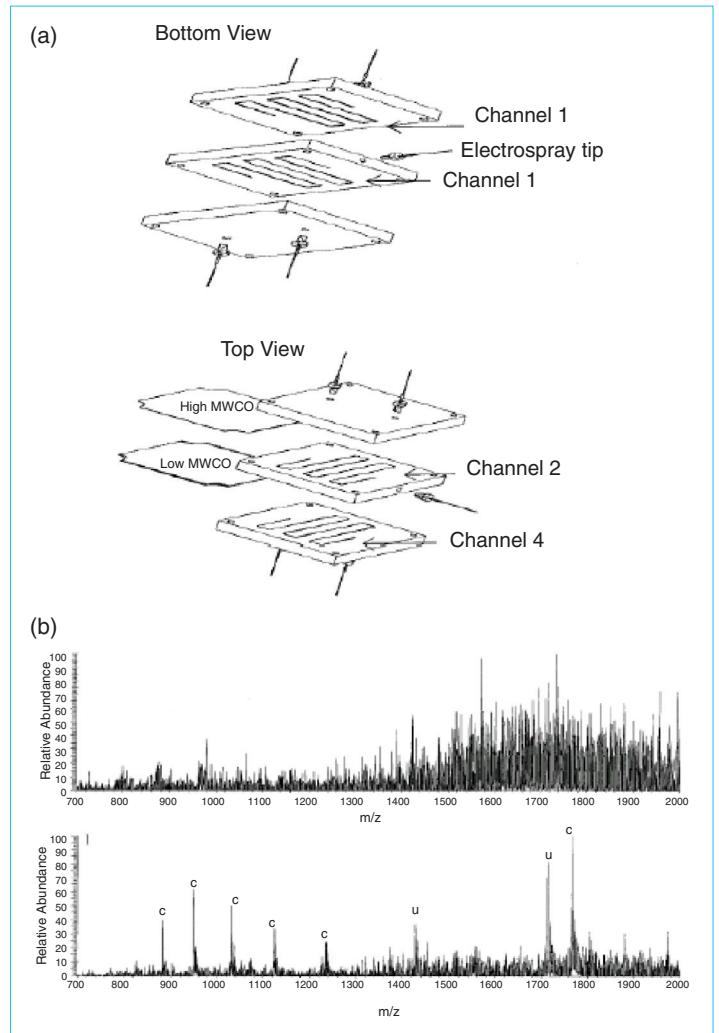 (a)
Bottom View
Channel 1
Electrospray tip
Channel 1
Top View
High MWCO
Low MWCO
Channel 2
Channel 4
(b)
Relative Abundance
100
90
80
70
60
50
40
30
20
10
0
700 800 900 1000 1100 1200 1300 1400 1500 1600 1700 1800 1900 2000
m/z
Relative Abundance
100
90
80
70
60
50
40
30
20
10
0
c c c c c u u c
700 800 900 1000 1100 1200 1300 1400 1500 1600 1700 1800 1900 2000
m/z